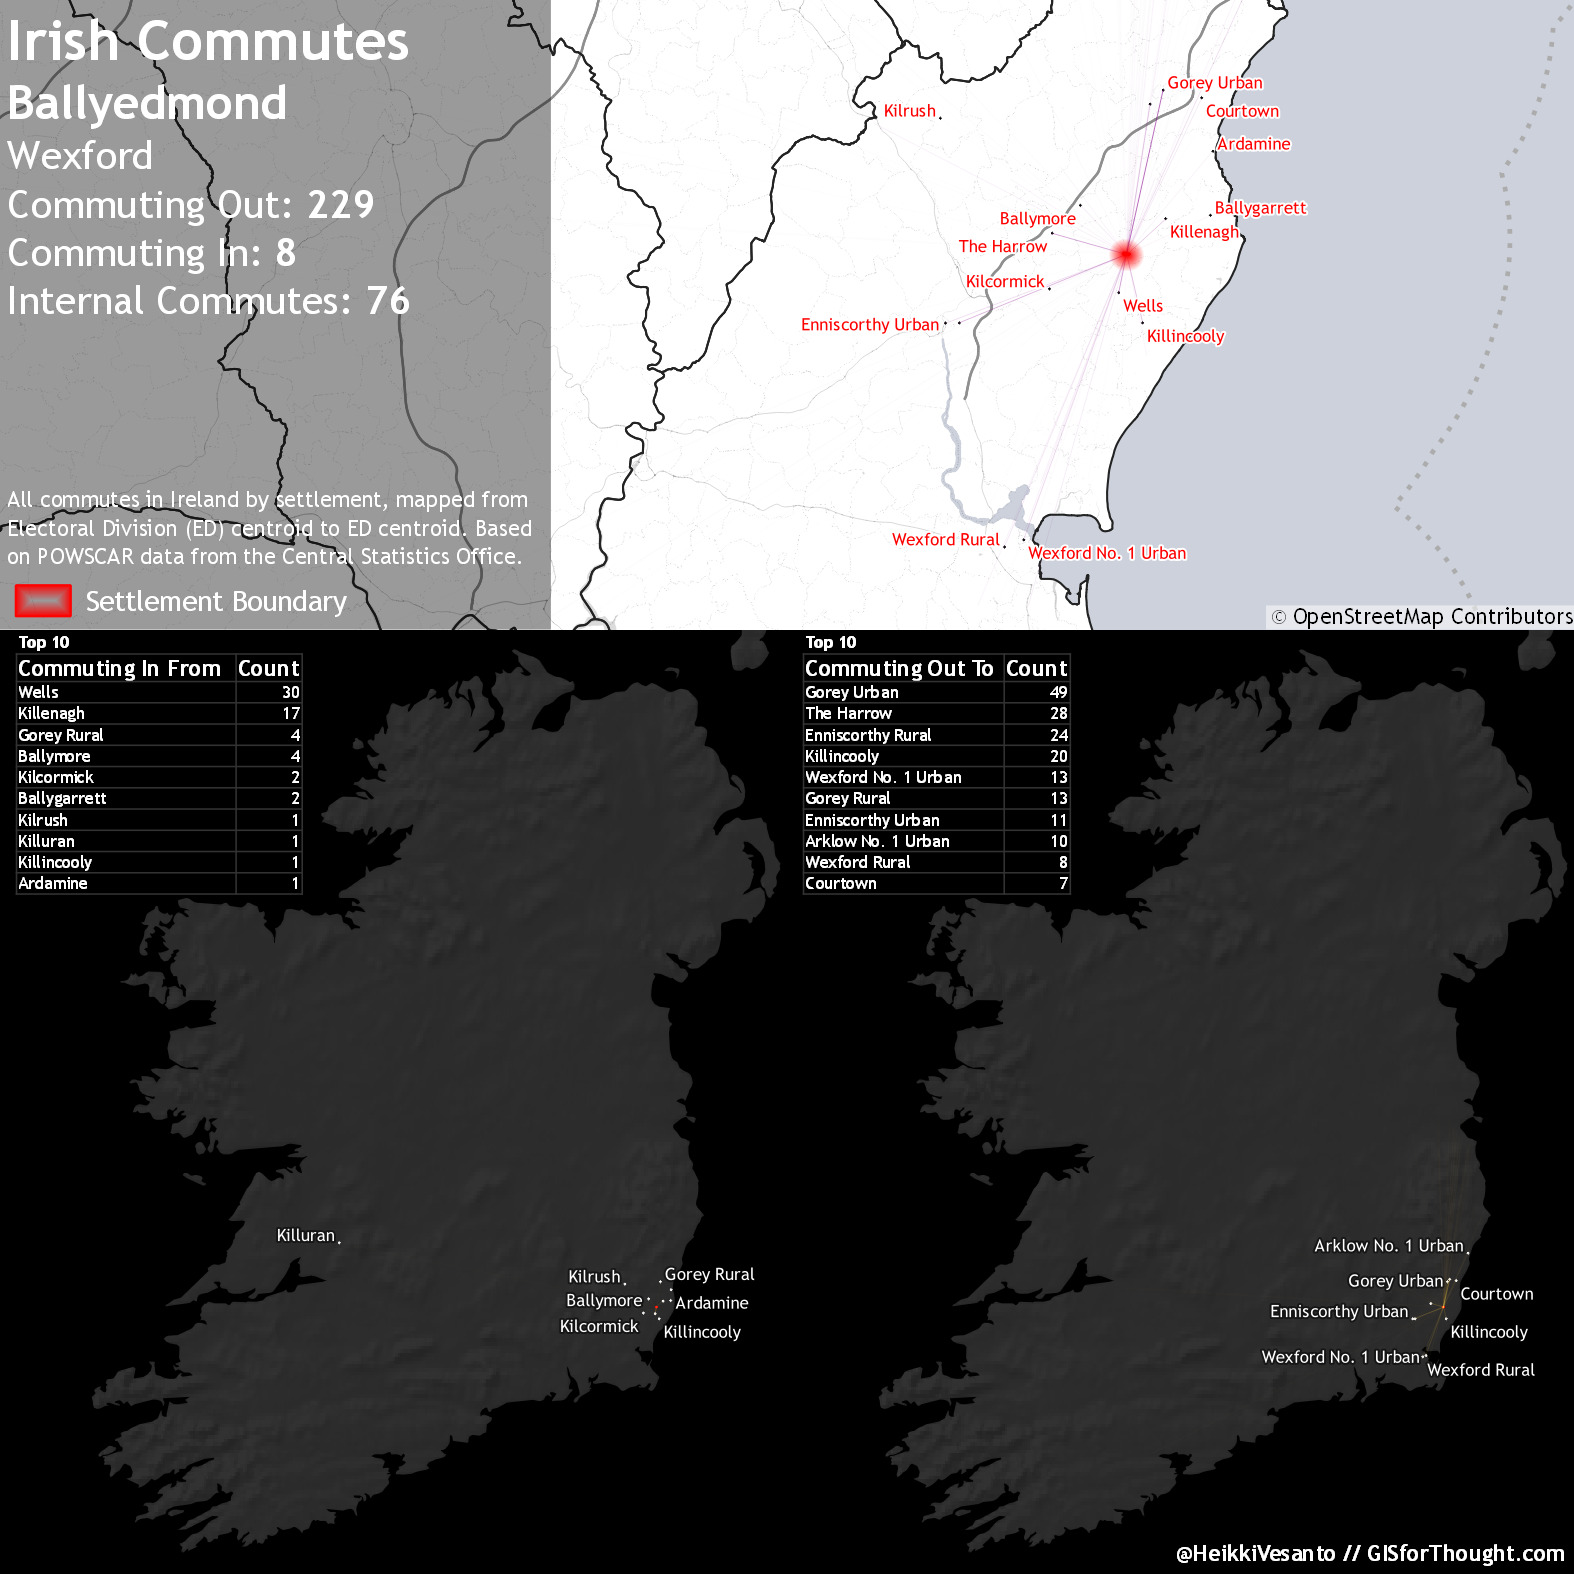 Irish Commutes
Ballyedmond
Wexford
Commuting Out: 229
Commuting In: 8
Internal Commutes: 76
All commutes in Ireland by settlement, mapped from
Electoral Division (ED) centroid to ED centroid. Based
on POWSCAR data from the Central Statistics Office.
Settlement Boundary
Gorey Urban
Kilrush
Courtown
Ardamine
Ballymore
Ballygarrett
Killenagh
The Harrow
Kilcormick
Wells
Enniscorthy Urban
Killincooly
Wexford Rural
Wexford No. 1 Urban
© OpenStreetMap Contributors
Top 10
Commuting In From Count
Wells 30
Killenagh 17
Gorey Rural 4
Ballymore 4
Kilcormick 2
Ballygarrett 2
Kilrush 1
Killuran 1
Killincooly 1
Ardamine 1
Killuran
Kilrush
Gorey Rural
Ballymore
Ardamine
Kilcormick
Killincooly
Top 10
Commuting Out To Count
Gorey Urban 49
The Harrow 28
Enniscorthy Rural 24
Killincooly 20
Wexford No. 1 Urban 13
Gorey Rural 13
Enniscorthy Urban 11
Arklow No. 1 Urban 10
Wexford Rural 8
Courtown 7
Arklow No. 1 Urban
Gorey Urban
Courtown
Enniscorthy Urban
Killincooly
Wexford No. 1 Urban
Wexford Rural
@HeikkiVesanto // GISforThought.com